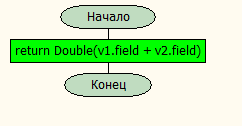 Начало
return Double(v1.field + v2.field)
Конец